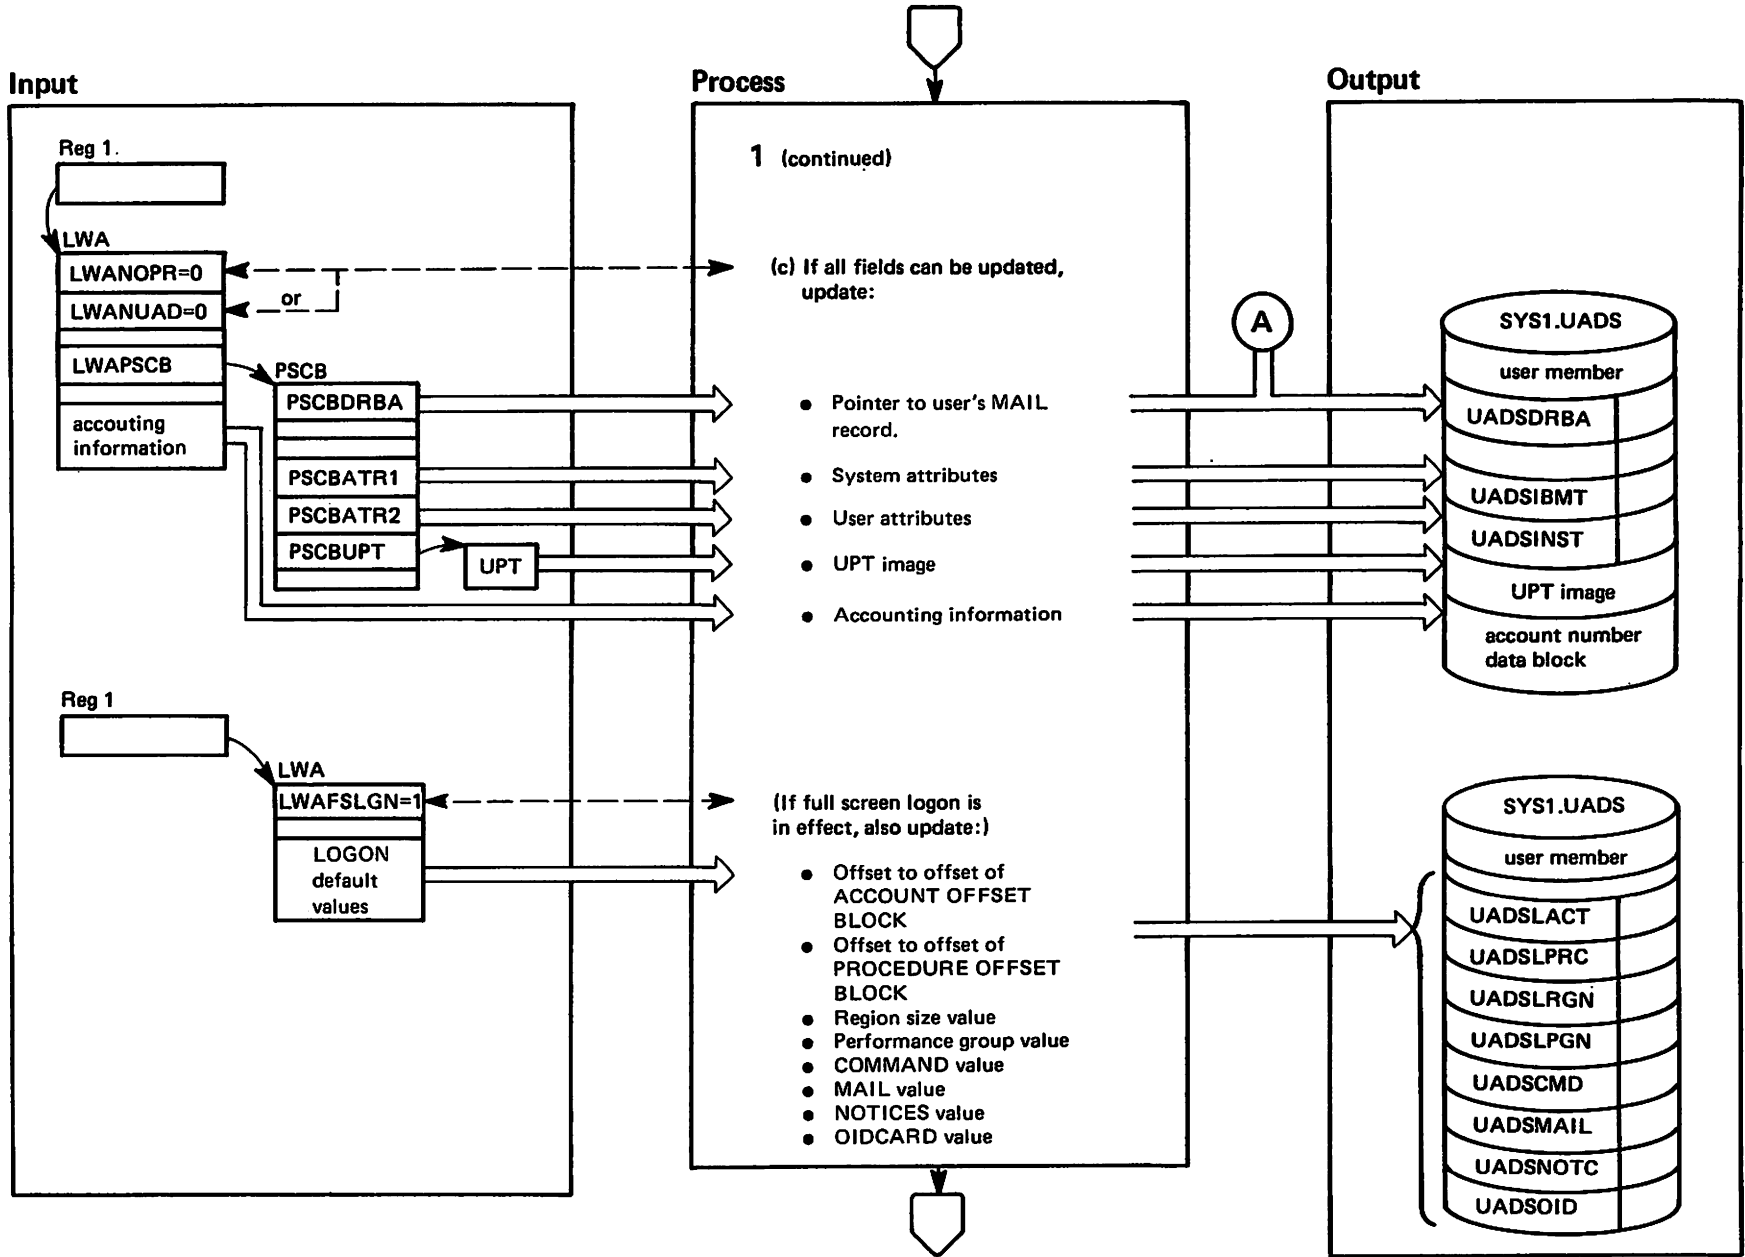 Input
Reg 1.
LWA
LWANOPR=0
or
LWANUAD=0
LWAPSCB
accouting
information
PSCB
PSCBDRBA
PSCBATR1
PSCBATR2
PSCBUPT
UPT
Reg 1
LWA
LWAFSLGN=1
LOGON
default
values
Process
1 (continued)
(c) If all fields can be updated,
update:
● Pointer to user's MAIL
record.
● System attributes
● User attributes
● UPT image
● Accounting information
(If full screen logon is
in effect, also update:)
● Offset to offset of
ACCOUNT OFFSET
BLOCK
● Offset to offset of
PROCEDURE OFFSET
BLOCK
● Region size value
● Performance group value
● COMMAND value
● MAIL value
● NOTICES value
● OIDCARD value
A
Output
SYS1.UADS
user member
UADSDRBA
UADSIBMT
UADSINST
UPT image
account number
data block
SYS1.UADS
user member
UADSLACT
UADSLPRC
UADSLRGN
UADSLPGN
UADSCMD
UADSMAIL
UADSNOTC
UADSOID